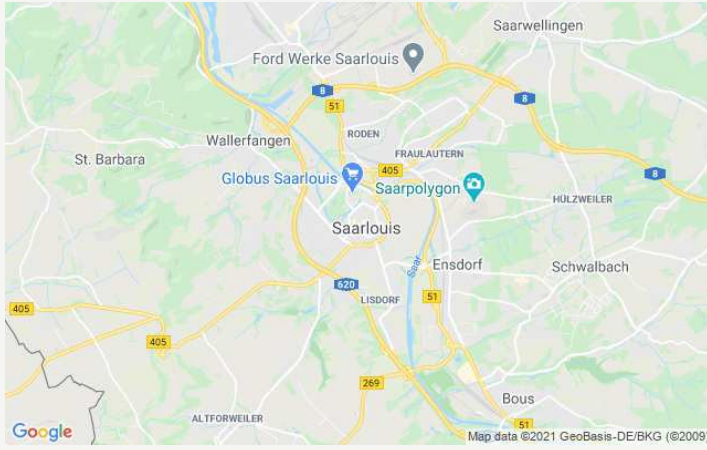 Saarwellingen
Ford Werke Saarlouis
8
51
8
RODEN
Wallerfangen
FRAULAUTERN
St. Barbara
405
8
Globus Saarlouis
Saarpolygon
HÜLZWEILER
Saarlouis
Saar
Ensdorf
Schwalbach
620
LISDORF
51
405
405
269
Bous
ALTFORWEILER
51
Google
Map data ©2021 GeoBasis-DE/BKG (©2009)